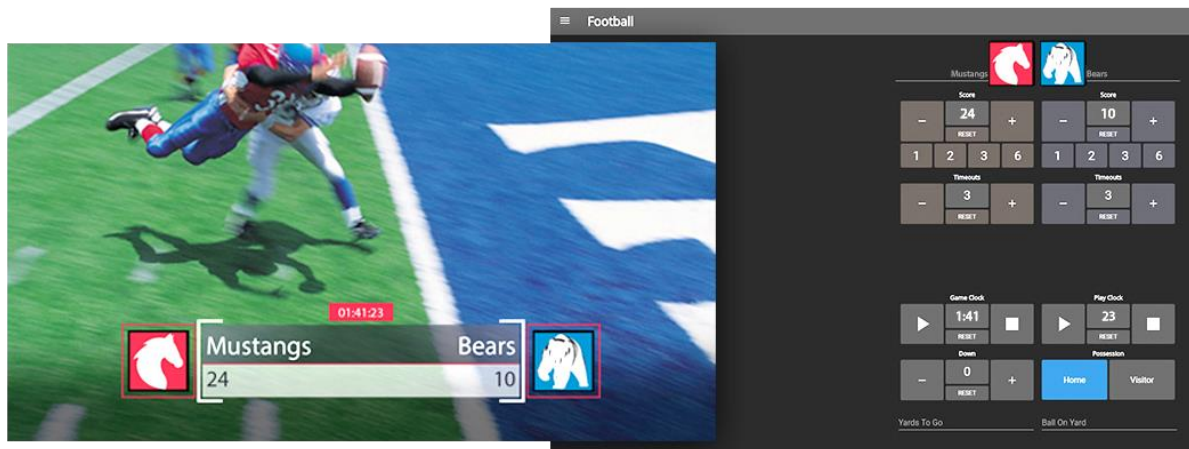 Football
Mustangs
Bears
Score
Score
- 24 +
- 10 +
RESET
RESET
1 2 3 6
1 2 3 6
Timeouts
Timeouts
- 3 +
- 3 +
RESET
RESET
Game Clock
Play Clock
1:41
23
RESET
RESET
Down
Possession
- 0 +
Home Visitor
RESET
Yards To Go
Ball On Yard
01:41:23
Mustangs Bears
24 10